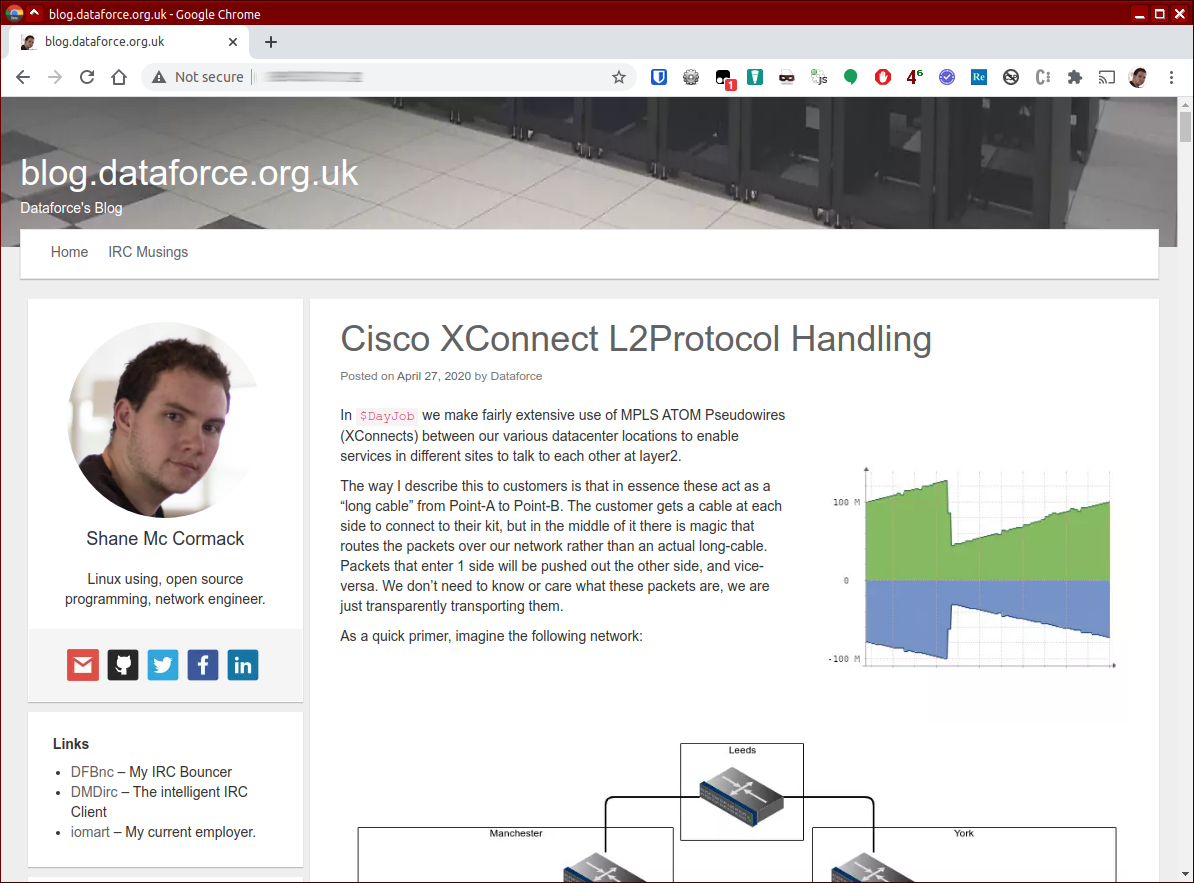 blog.dataforce.org.uk - Google Chrome
blog.dataforce.org.uk
Not secure
1
JS
4⁶
Re
blog.dataforce.org.uk
Dataforce's Blog
Home IRC Musings
Shane Mc Cormack
Linux using, open source
programming, network engineer.
Links
DFBnc – My IRC Bouncer
DMDirc – The intelligent IRC
Client
iomart – My current employer.
Cisco XConnect L2Protocol Handling
Posted on April 27, 2020 by Dataforce
In $DayJob we make fairly extensive use of MPLS ATOM Pseudowires
(XConnects) between our various datacenter locations to enable
services in different sites to talk to each other at layer2.
The way I describe this to customers is that in essence these act as a
“long cable” from Point-A to Point-B. The customer gets a cable at each
side to connect to their kit, but in the middle of it there is magic that
routes the packets over our network rather than an actual long-cable.
Packets that enter 1 side will be pushed out the other side, and vice-
versa. We don’t need to know or care what these packets are, we are
just transparently transporting them.
As a quick primer, imagine the following network:
100 M
0
-100 M
Leeds
Manchester
York